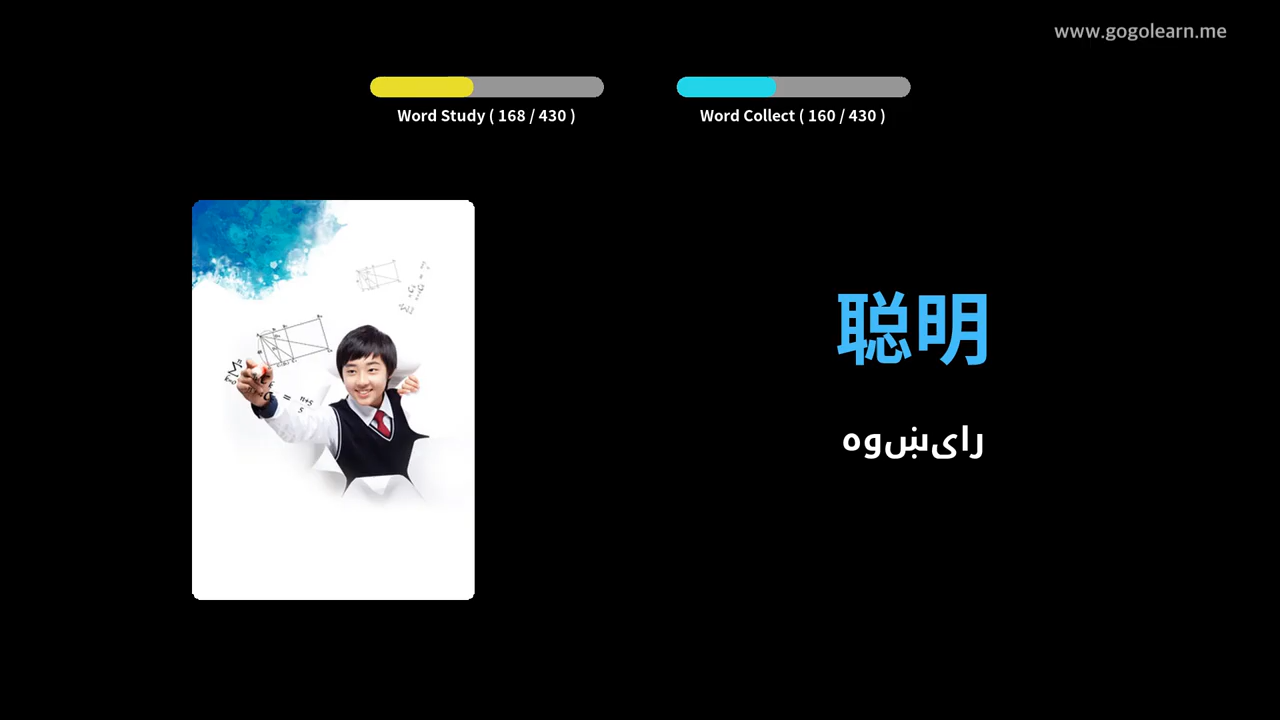 www.gogolearn.me
Word Study ( 168 / 430 )
Word Collect ( 160 / 430 )
聪明
رایښوه